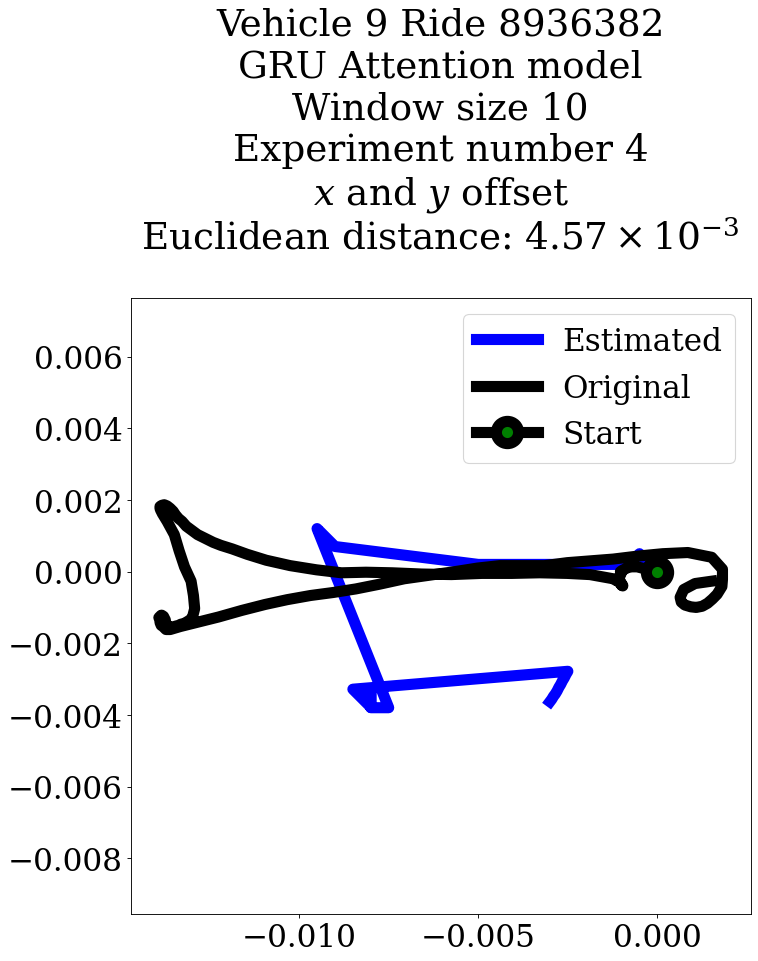 Vehicle 9 Ride 8936382
GRU Attention model
Window size 10
Experiment number 4
x and y offset
Euclidean distance: 4.57 × 10⁻³
Estimated
Original
Start
0.006
0.004
0.002
0.000
−0.002
−0.004
−0.006
−0.008
−0.010 −0.005 0.000